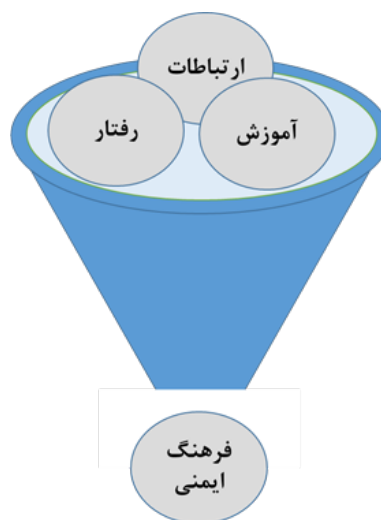 ارتباطات
آموزش
رفتار
فرهنگ
ایمنی